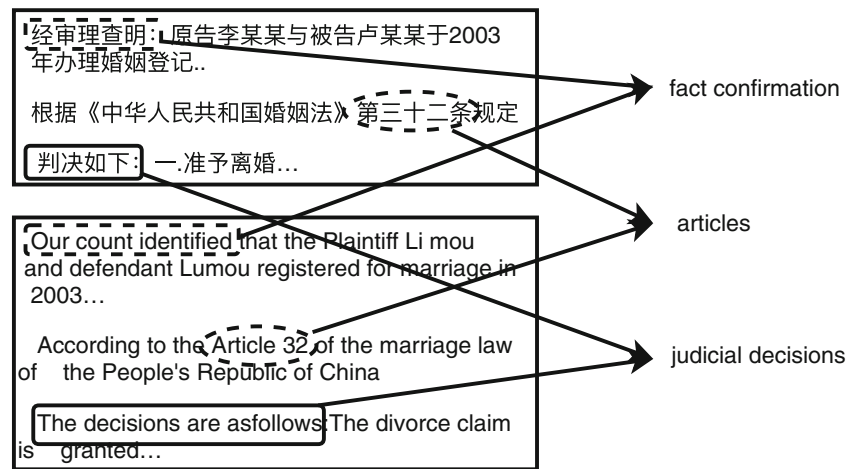 经审理查明：原告李某某与被告卢某某于2003
年办理婚姻登记..
根据《中华人民共和国婚姻法》第三十二条规定
判决如下：一.准予离婚…
Our count identified that the Plaintiff Li mou
and defendant Lumou registered for marriage in
2003…
According to the Article 32 of the marriage law
of the People's Republic of China
The decisions are asfollows:The divorce claim
is granted…
fact confirmation
articles
judicial decisions